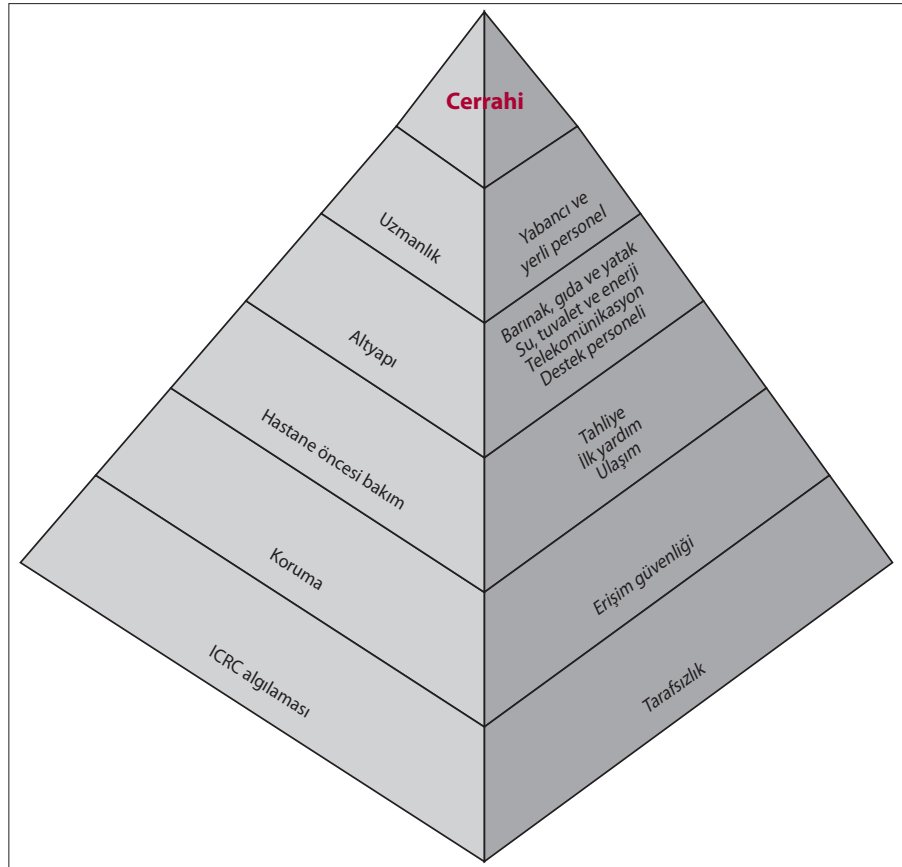 Cerrahi
Uzmanlık
Yabancı ve
yerli personel
Altyapı
Barınak, gıda ve yatak
Su, tuvalet ve enerji
Telekomünikasyon
Destek personeli
Hastane öncesi bakım
Tahliye
İlk yardım
Ulaşım
Koruma
Erişim güvenliği
ICRC algılaması
Tarafsızlık